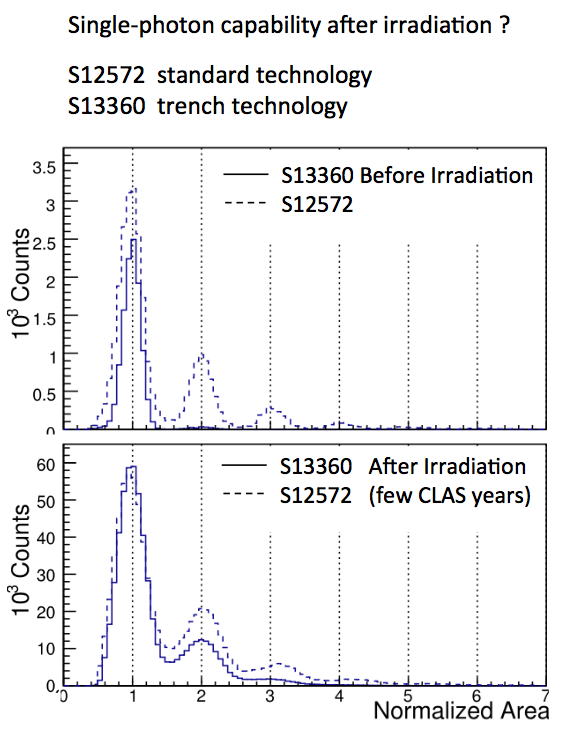 Single-photon capability after irradiation ?
S12572 standard technology
S13360 trench technology
3.5
3
2.5
2
1.5
1
0.5
0
10³ Counts
S13360 Before Irradiation
S12572
60
50
40
30
20
10
0
10³ Counts
S13360 After Irradiation
S12572 (few CLAS years)
0 1 2 3 4 5 6 7
Normalized Area